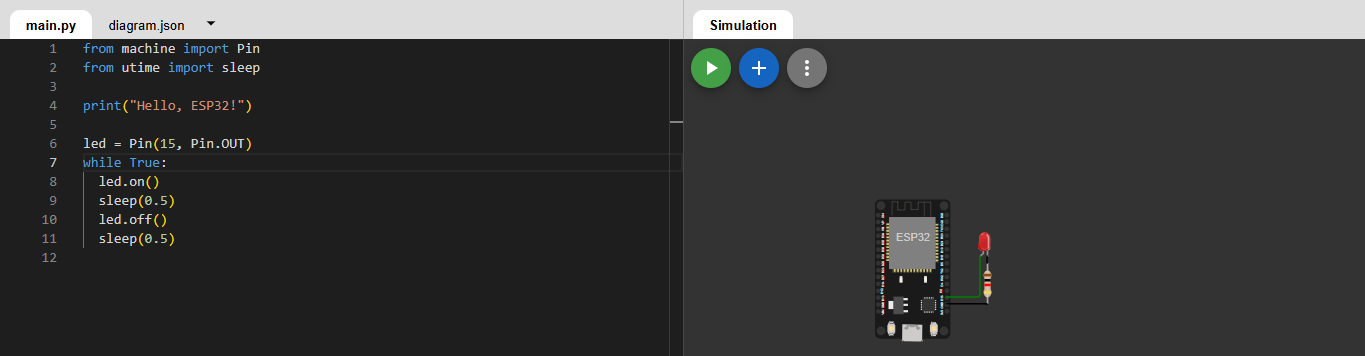 main.py diagram.json
1 from machine import Pin
2 from utime import sleep
3
4 print("Hello, ESP32!")
5
6 led = Pin(15, Pin.OUT)
7 while True:
8 led.on()
9 sleep(0.5)
10 led.off()
11 sleep(0.5)
12
Simulation
ESP32